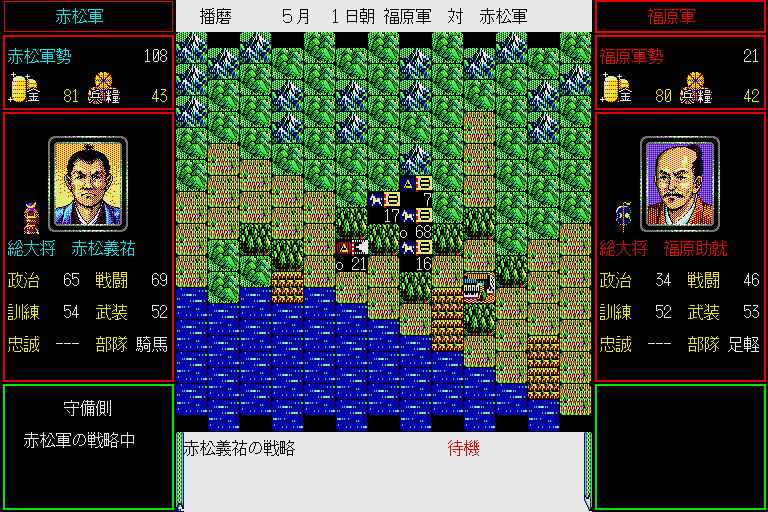 赤松軍
播磨 5月 1日朝 福原軍 対 赤松軍
福原軍
赤松軍勢 108
金 81 兵糧 43
福原軍勢 21
金 80 兵糧 42
総大将 赤松義祐
政治 65 戦闘 69
訓練 54 武装 52
忠誠 --- 部隊 騎馬
7
17
68
21
16
総大将 福原助就
政治 34 戦闘 46
訓練 52 武装 53
忠誠 --- 部隊 足軽
守備側
赤松軍の戦略中
赤松義祐の戦略 待機